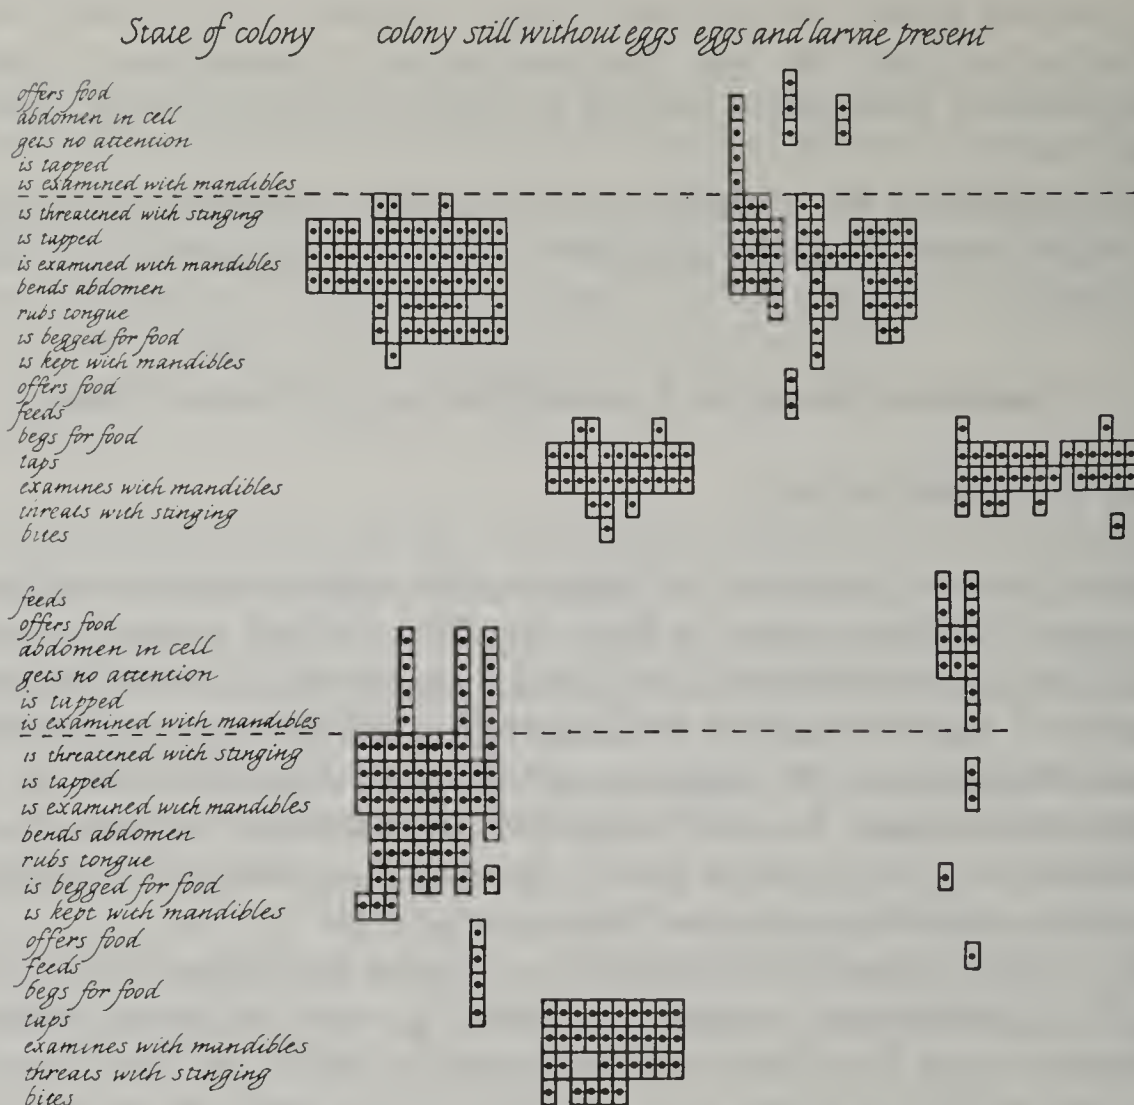 State of colony colony still without eggs eggs and larvae present
offers food
abdomen in cell
gets no attention
is tapped
is examined with mandibles
is threatened with stinging
is tapped
is examined with mandibles
bends abdomen
rubs tongue
is begged for food
is kept with mandibles
offers food
feeds
begs for food
taps
examines with mandibles
threats with stinging
bites
feeds
offers food
abdomen in cell
gets no attention
is tapped
is examined with mandibles
is threatened with stinging
is tapped
is examined with mandibles
bends abdomen
rubs tongue
is begged for food
is kept with mandibles
offers food
feeds
begs for food
taps
examines with mandibles
threats with stinging
bites